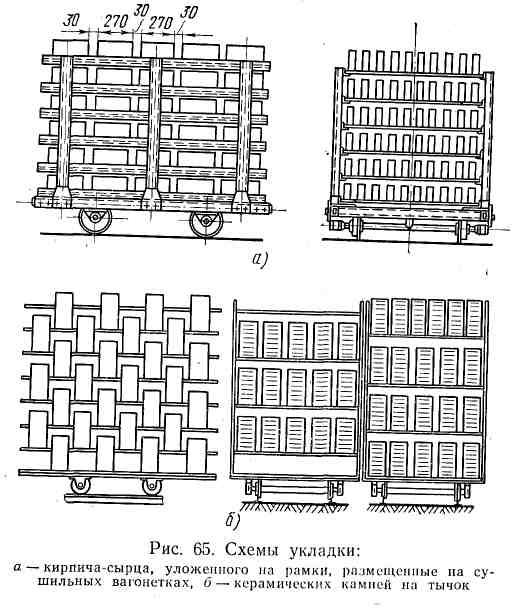 30 270 30 270 30
а)
б)
Рис. 65. Схемы укладки:
а — кирпича-сырца, уложенного на рамки, размещенные на су-
шильных вагонетках, б — керамических камней на тычок